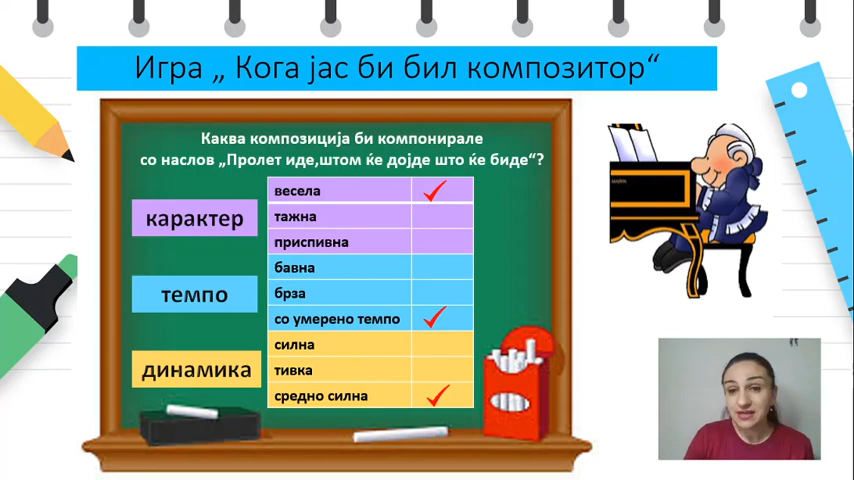 Игра „ Кога јас би бил композитор“
Каква композиција би компонирале
со наслов „Пролет иде,штом ќе дојде што ќе биде“?
карактер
весела
тажна
приспивна
темпо
бавна
брза
со умерено темпо
динамика
силна
тивка
средно силна